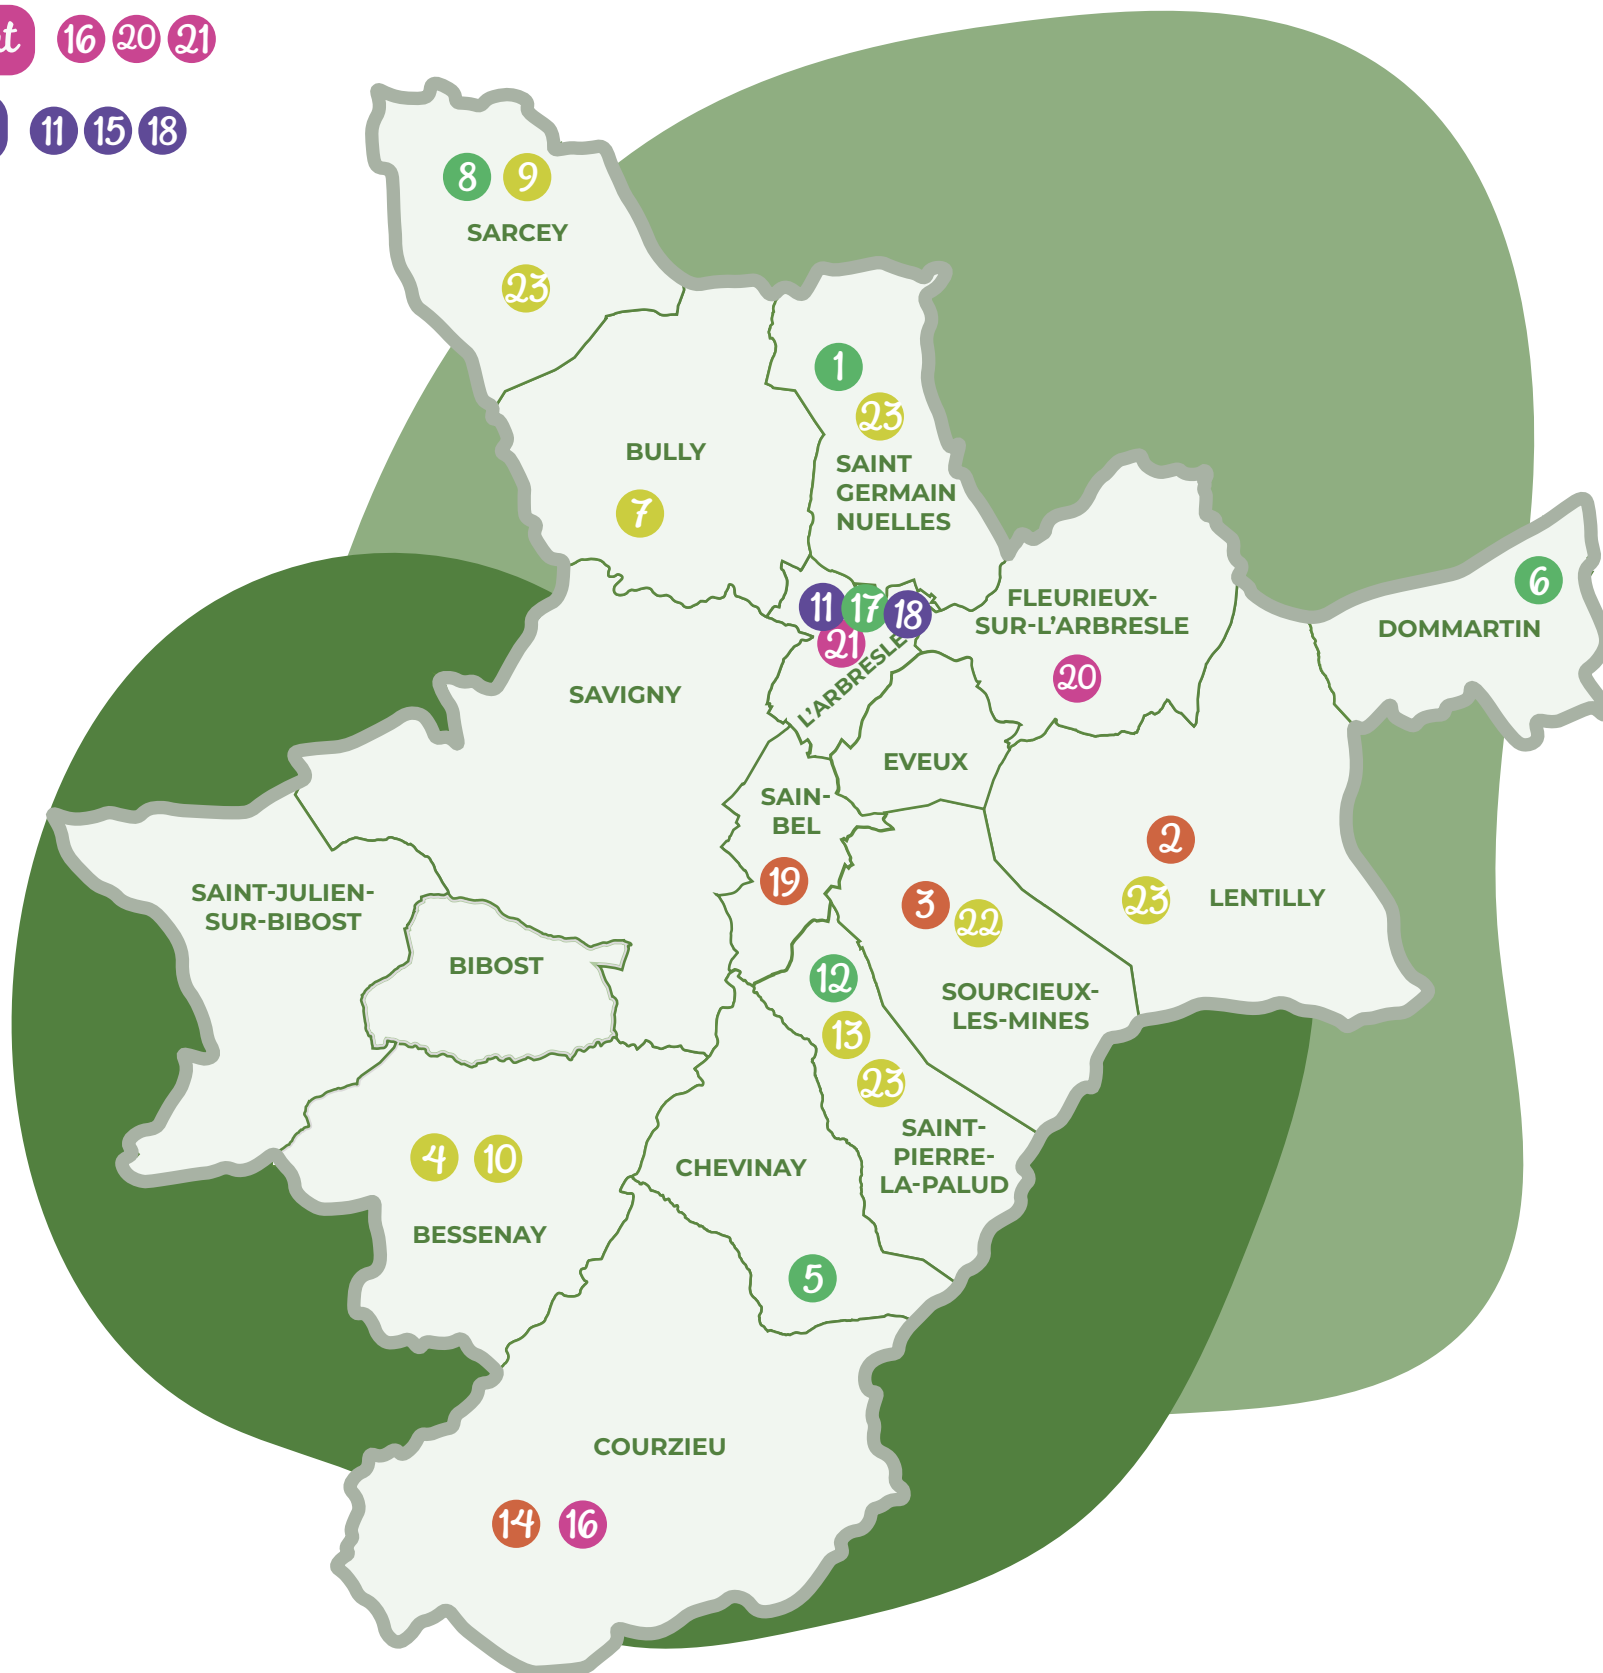 t 16 20 21
11 15 18
8 9
SARCEY
23
1
23
BULLY
SAINT
GERMAIN
NUELLES
7
6
11 17 18
21
L'ARBRESLE
FLEURIEUX-
SUR-L'ARBRESLE
20
DOMMARTIN
SAVIGNY
EVEUX
SAIN-
BEL
19
2
23
LENTILLY
SAINT-JULIEN-
SUR-BIBOST
3 22
BIBOST
12
SOURCIEUX-
LES-MINES
13
23
SAINT-
PIERRE-
LA-PALUD
4 10
CHEVINAY
BESSENAY
5
COURZIEU
14 16